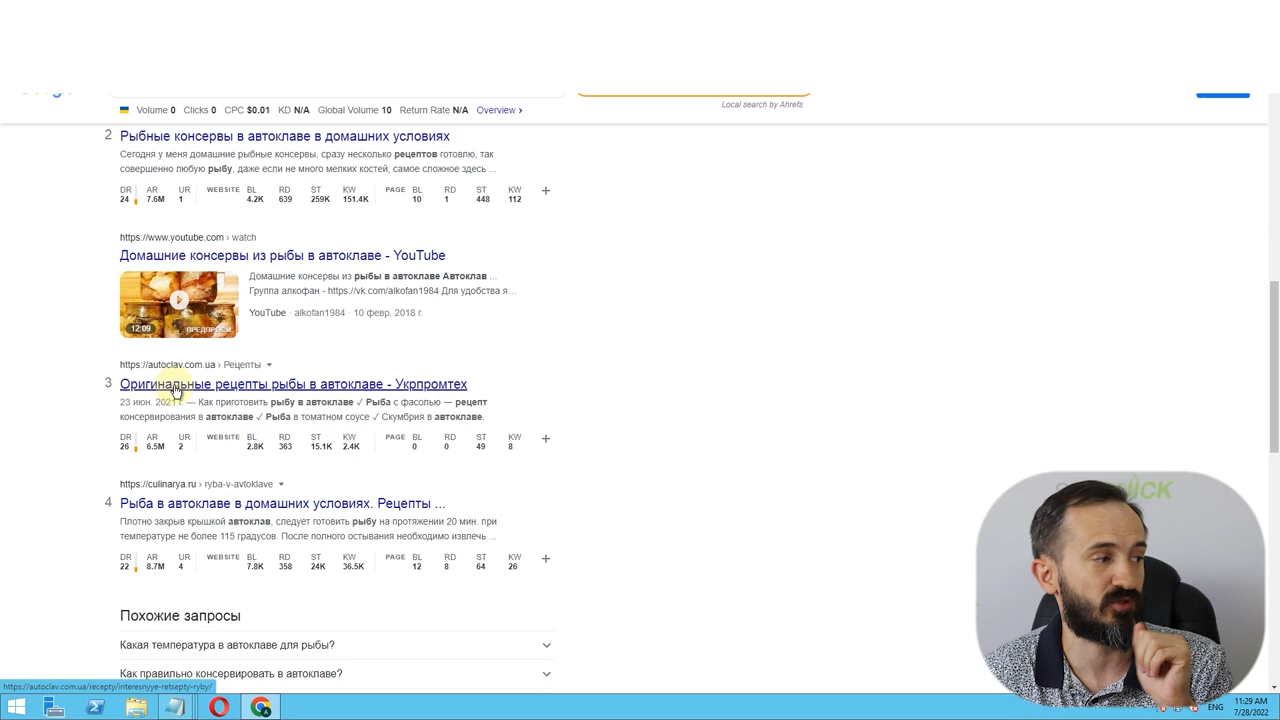 Volume 0 Clicks 0 CPC $0.01 KD N/A Global Volume 10 Return Rate N/A Overview ›
Local search by Ahrefs
2 Рыбные консервы в автоклаве в домашних условиях
Сегодня у меня домашние рыбные консервы, сразу несколько рецептов готовлю, так
совершенно любую рыбу, даже если не много мелких костей, самое сложное здесь ...
DR AR UR WEBSITE BL RD ST KW PAGE BL RD ST KW
24 7.6M 1 4.2K 639 259K 151.4K 10 1 448 112
https://www.youtube.com › watch
Домашние консервы из рыбы в автоклаве - YouTube
Домашние консервы из рыбы в автоклаве Автоклав ...
Группа алкофан - https://vk.com/alkofan1984 Для удобства я...
12:09 ПРЕДПРОСМ
YouTube · alkofan1984 · 10 февр. 2018 г.
https://autoclav.com.ua › Рецепты
3 Оригинальные рецепты рыбы в автоклаве - Укрпромтех
23 июн. 2021 г. — Как приготовить рыбу в автоклаве ✓ Рыба с фасолью — рецепт
консервирования в автоклаве ✓ Рыба в томатном соусе ✓ Скумбрия в автоклаве.
DR AR UR WEBSITE BL RD ST KW PAGE BL RD ST KW
26 6.5M 2 2.8K 363 15.1K 2.4K 0 0 49 8
https://culinarya.ru › ryba-v-avtoklave
4 Рыба в автоклаве в домашних условиях. Рецепты ...
Плотно закрыв крышкой автоклав, следует готовить рыбу на протяжении 20 мин. при
температуре не более 115 градусов. После полного остывания необходимо извлечь ...
DR AR UR WEBSITE BL RD ST KW PAGE BL RD ST KW
22 8.7M 4 7.8K 358 24K 36.5K 12 8 64 26
Похожие запросы
Какая температура в автоклаве для рыбы?
Как правильно консервировать в автоклаве?
https://autoclav.com.ua/recepty/interesnyye-retsepty-ryby/
ENG
11:29 AM
7/28/2022